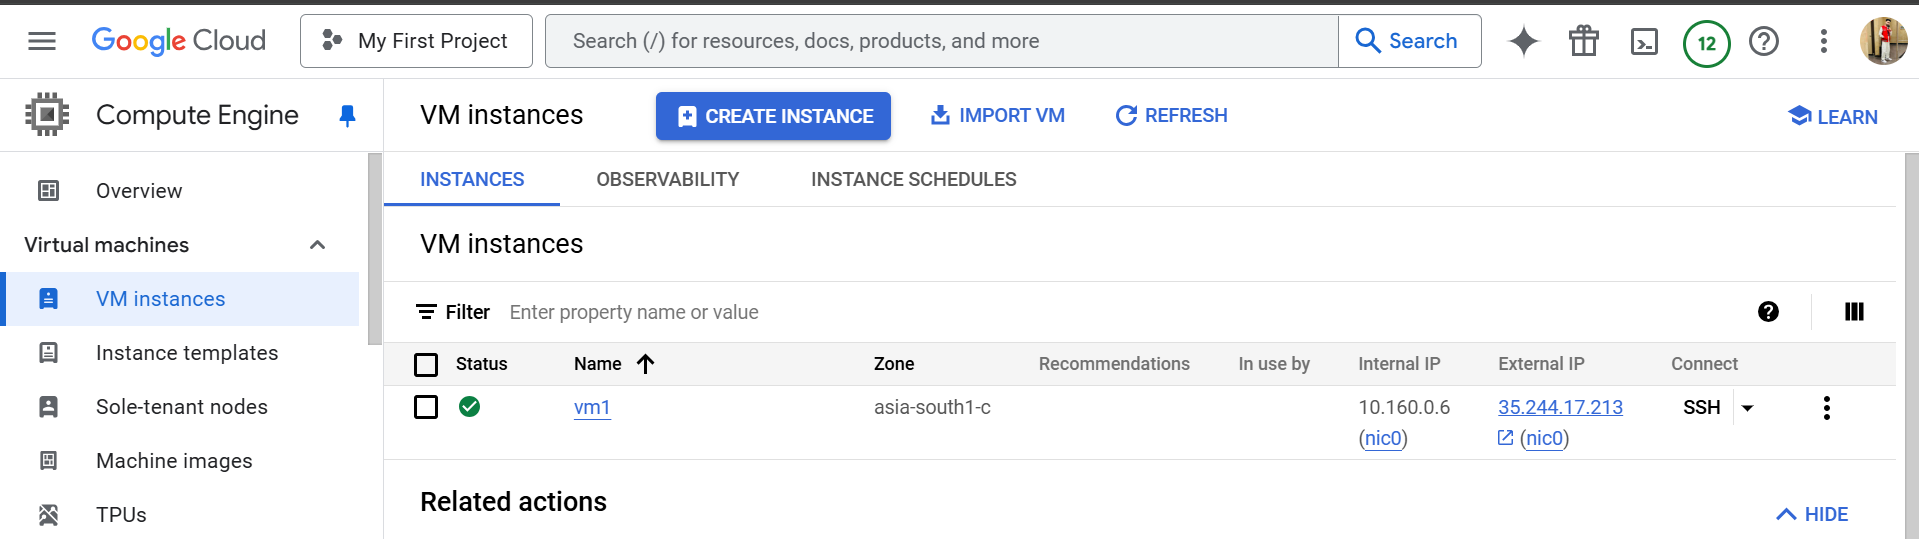 Google Cloud
My First Project
Search (/) for resources, docs, products, and more
Search
12
Compute Engine
VM instances
CREATE INSTANCE
IMPORT VM
REFRESH
LEARN
Overview
Virtual machines
VM instances
Instance templates
Sole-tenant nodes
Machine images
TPUs
INSTANCES
OBSERVABILITY
INSTANCE SCHEDULES
VM instances
Filter
Enter property name or value
Status
Name
Zone
Recommendations
In use by
Internal IP
External IP
Connect
vm1
asia-south1-c
10.160.0.6
(nic0)
35.244.17.213
(nic0)
SSH
Related actions
HIDE